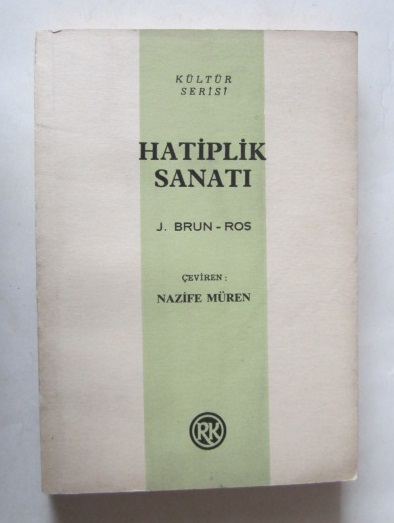 KÜLTÜR
SERİSİ
HATİPLİK
SANATI
J. BRUN - ROS
ÇEVİREN :
NAZİFE MÜREN
RK